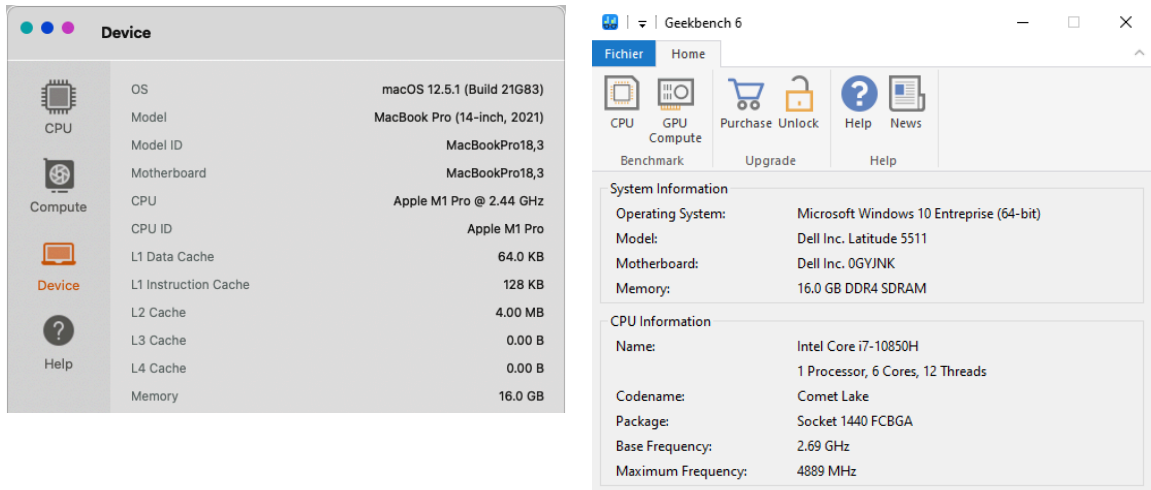 Device
CPU
Compute
Device
Help
OS macOS 12.5.1 (Build 21G83)
Model MacBook Pro (14-inch, 2021)
Model ID MacBookPro18,3
Motherboard MacBookPro18,3
CPU Apple M1 Pro @ 2.44 GHz
CPU ID Apple M1 Pro
L1 Data Cache 64.0 KB
L1 Instruction Cache 128 KB
L2 Cache 4.00 MB
L3 Cache 0.00 B
L4 Cache 0.00 B
Memory 16.0 GB
Geekbench 6
Fichier Home
CPU GPU Compute Purchase Unlock Help News
Benchmark Upgrade Help
System Information
Operating System: Microsoft Windows 10 Entreprise (64-bit)
Model: Dell Inc. Latitude 5511
Motherboard: Dell Inc. 0GYJNK
Memory: 16.0 GB DDR4 SDRAM
CPU Information
Name: Intel Core i7-10850H
1 Processor, 6 Cores, 12 Threads
Codename: Comet Lake
Package: Socket 1440 FCBGA
Base Frequency: 2.69 GHz
Maximum Frequency: 4889 MHz